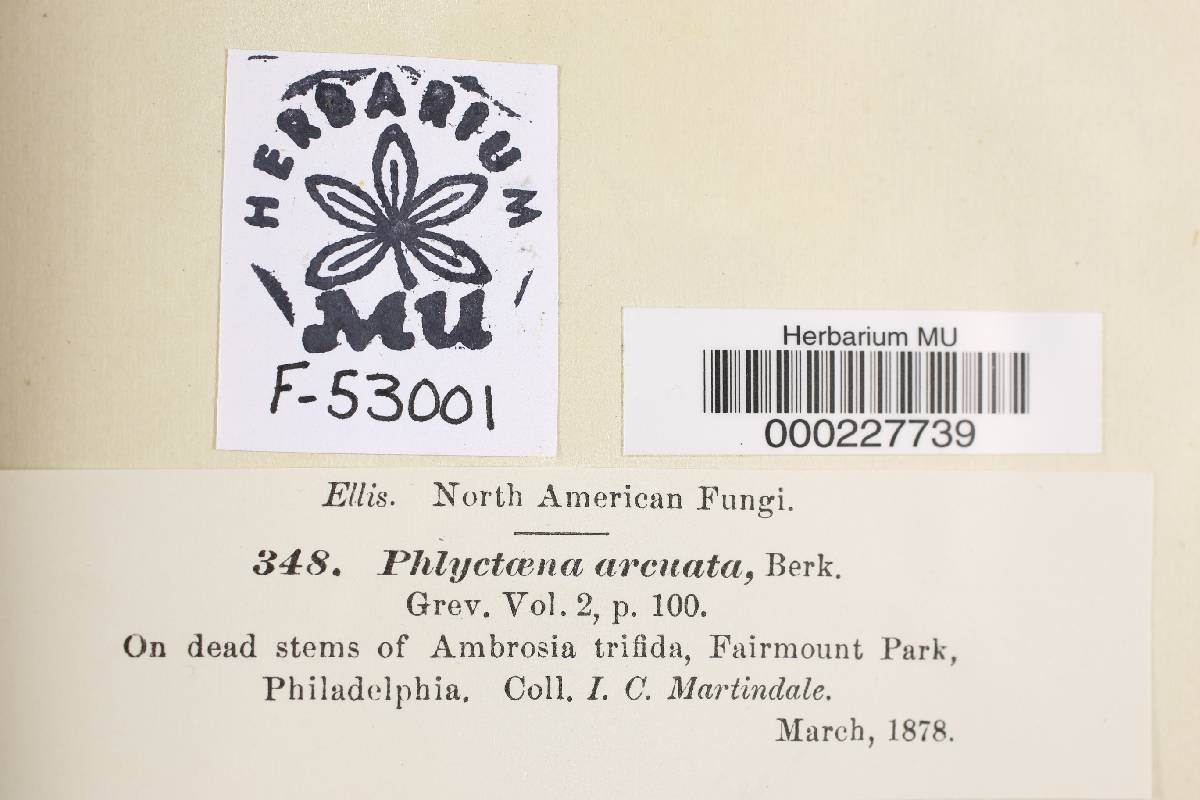 HERBARIUM
MU
F-53001
Herbarium MU
000227739
Ellis. North American Fungi.
348. Phlyctæna arcuata, Berk.
Grev. Vol. 2, p. 100.
On dead stems of Ambrosia trifida, Fairmount Park,
Philadelphia. Coll. I. C. Martindale.
March, 1878.